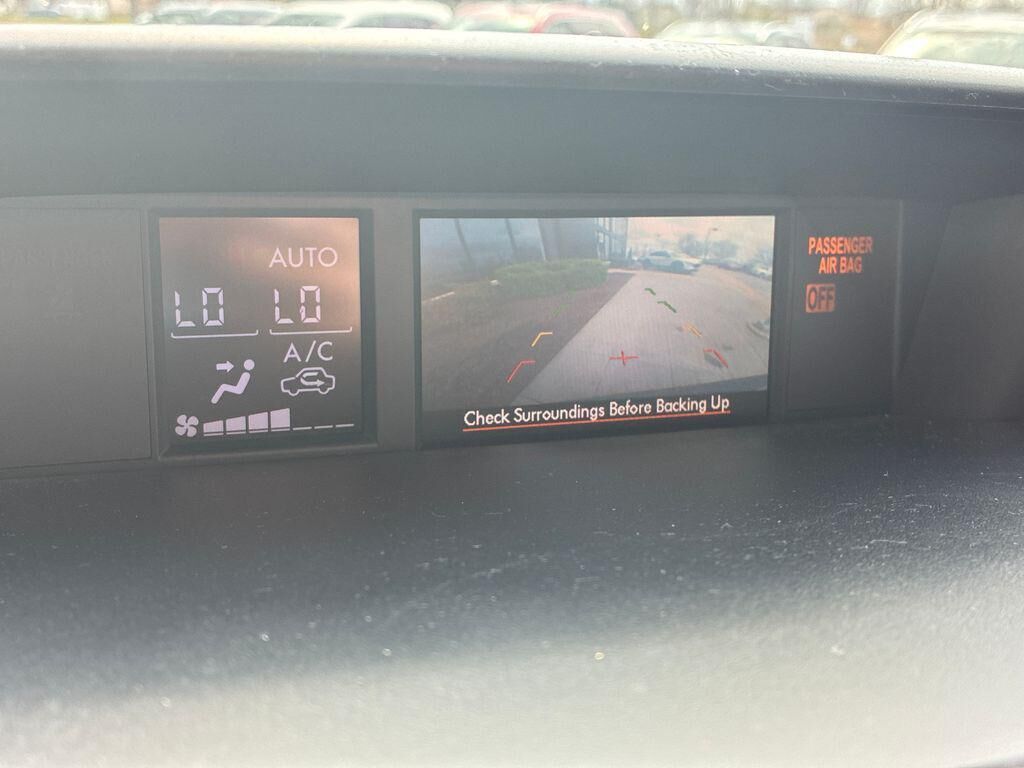 AUTO
LO LO
A/C
Check Surroundings Before Backing Up
PASSENGER
AIR BAG
OFF